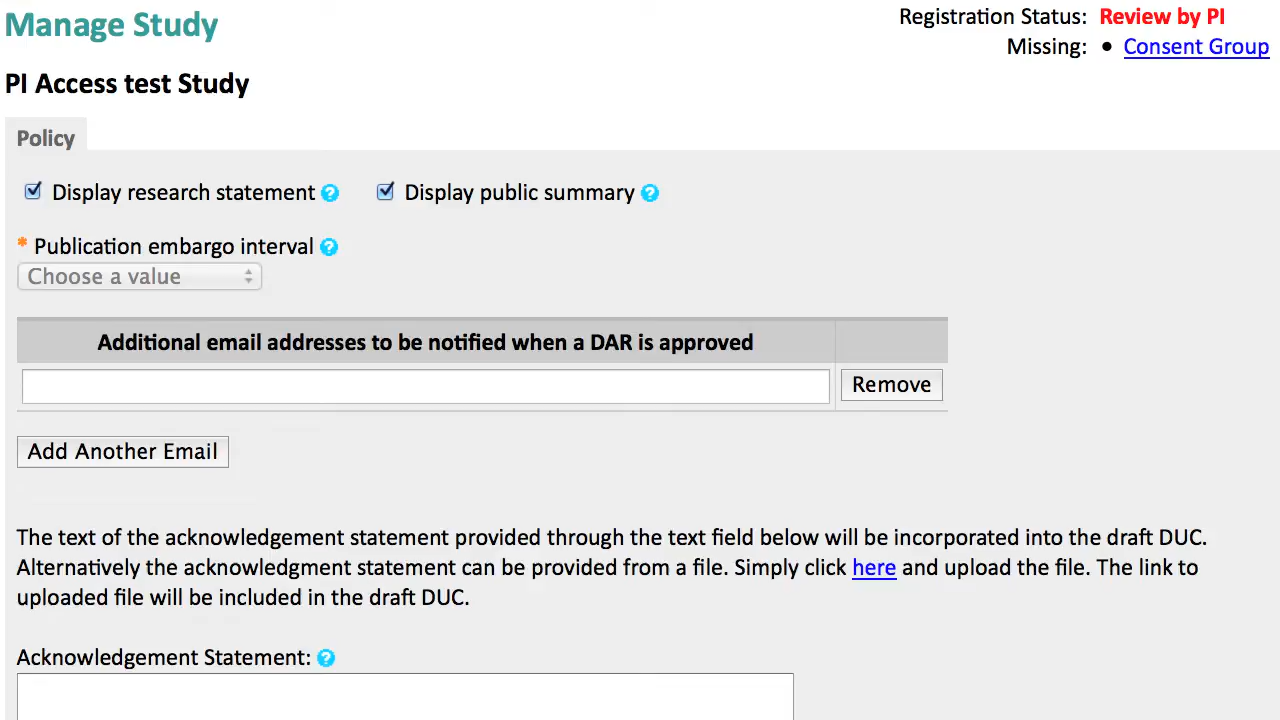 Manage Study
Registration Status: Review by PI
Missing: • Consent Group
PI Access test Study
Policy
Display research statement ? Display public summary ?
* Publication embargo interval ?
Choose a value
Additional email addresses to be notified when a DAR is approved
Remove
Add Another Email
The text of the acknowledgement statement provided through the text field below will be incorporated into the draft DUC.
Alternatively the acknowledgment statement can be provided from a file. Simply click here and upload the file. The link to
uploaded file will be included in the draft DUC.
Acknowledgement Statement: ?